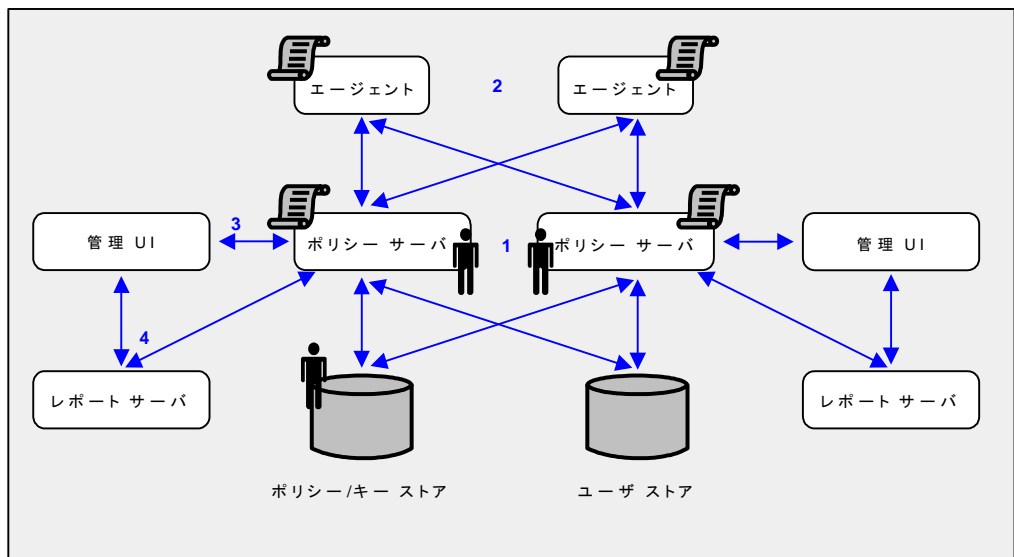 エージェント
2
エージェント
管理 UI
3
ポリシー サーバ
1
ポリシー サーバ
管理 UI
4
レポート サーバ
レポート サーバ
ポリシー/キー ストア
ユーザ ストア